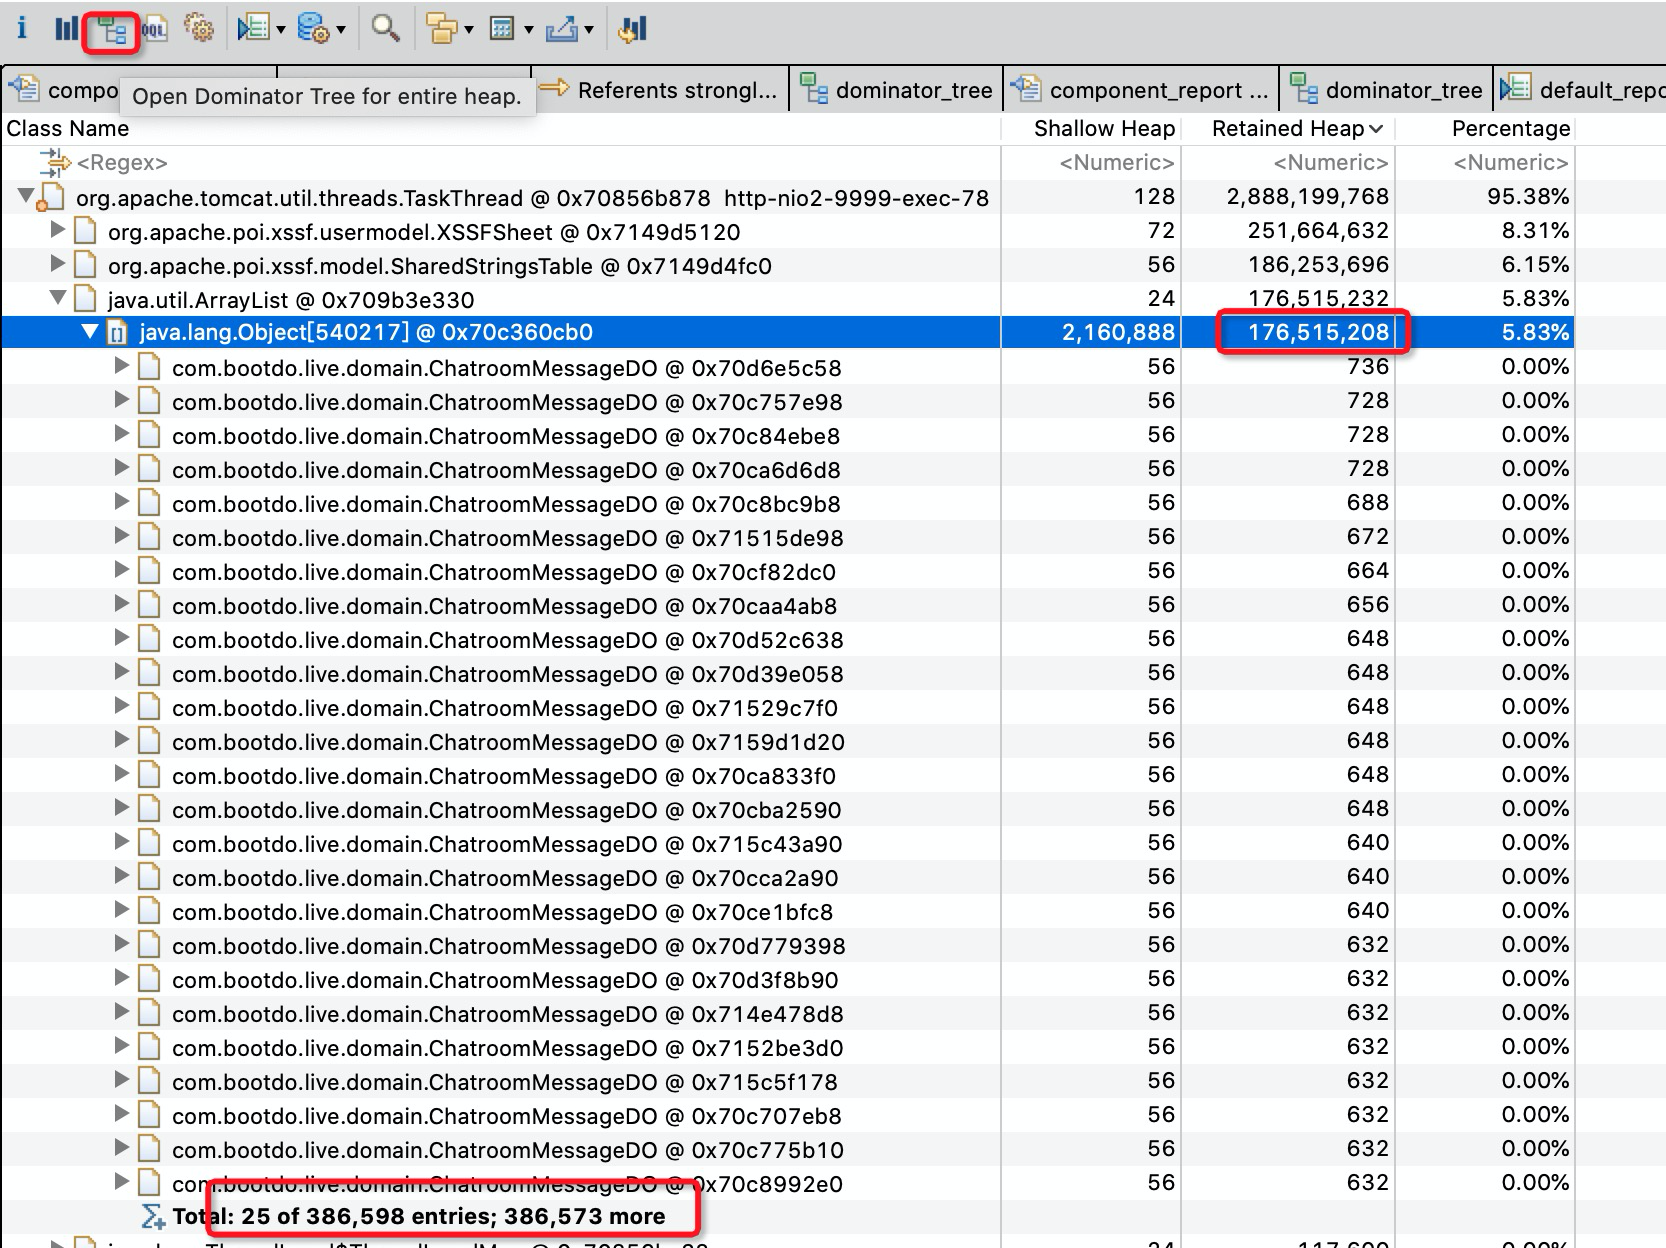 i OQL
compo Referents strongl... dominator_tree component_report ... dominator_tree default_repo
Open Dominator Tree for entire heap.
Class Name Shallow Heap Retained Heap Percentage
<Regex> <Numeric> <Numeric> <Numeric>
org.apache.tomcat.util.threads.TaskThread @ 0x70856b878 http-nio2-9999-exec-78 128 2,888,199,768 95.38%
org.apache.poi.xssf.usermodel.XSSFSheet @ 0x7149d5120 72 251,664,632 8.31%
org.apache.poi.xssf.model.SharedStringsTable @ 0x7149d4fc0 56 186,253,696 6.15%
java.util.ArrayList @ 0x709b3e330 24 176,515,232 5.83%
java.lang.Object[540217] @ 0x70c360cb0 2,160,888 176,515,208 5.83%
com.bootdo.live.domain.ChatroomMessageDO @ 0x70d6e5c58 56 736 0.00%
com.bootdo.live.domain.ChatroomMessageDO @ 0x70c757e98 56 728 0.00%
com.bootdo.live.domain.ChatroomMessageDO @ 0x70c84ebe8 56 728 0.00%
com.bootdo.live.domain.ChatroomMessageDO @ 0x70ca6d6d8 56 728 0.00%
com.bootdo.live.domain.ChatroomMessageDO @ 0x70c8bc9b8 56 688 0.00%
com.bootdo.live.domain.ChatroomMessageDO @ 0x71515de98 56 672 0.00%
com.bootdo.live.domain.ChatroomMessageDO @ 0x70cf82dc0 56 664 0.00%
com.bootdo.live.domain.ChatroomMessageDO @ 0x70caa4ab8 56 656 0.00%
com.bootdo.live.domain.ChatroomMessageDO @ 0x70d52c638 56 648 0.00%
com.bootdo.live.domain.ChatroomMessageDO @ 0x70d39e058 56 648 0.00%
com.bootdo.live.domain.ChatroomMessageDO @ 0x71529c7f0 56 648 0.00%
com.bootdo.live.domain.ChatroomMessageDO @ 0x7159d1d20 56 648 0.00%
com.bootdo.live.domain.ChatroomMessageDO @ 0x70ca833f0 56 648 0.00%
com.bootdo.live.domain.ChatroomMessageDO @ 0x70cba2590 56 648 0.00%
com.bootdo.live.domain.ChatroomMessageDO @ 0x715c43a90 56 640 0.00%
com.bootdo.live.domain.ChatroomMessageDO @ 0x70cca2a90 56 640 0.00%
com.bootdo.live.domain.ChatroomMessageDO @ 0x70ce1bfc8 56 640 0.00%
com.bootdo.live.domain.ChatroomMessageDO @ 0x70d779398 56 632 0.00%
com.bootdo.live.domain.ChatroomMessageDO @ 0x70d3f8b90 56 632 0.00%
com.bootdo.live.domain.ChatroomMessageDO @ 0x714e478d8 56 632 0.00%
com.bootdo.live.domain.ChatroomMessageDO @ 0x7152be3d0 56 632 0.00%
com.bootdo.live.domain.ChatroomMessageDO @ 0x715c5f178 56 632 0.00%
com.bootdo.live.domain.ChatroomMessageDO @ 0x70c707eb8 56 632 0.00%
com.bootdo.live.domain.ChatroomMessageDO @ 0x70c775b10 56 632 0.00%
com.bootdo.live.domain.ChatroomMessageDO @ 0x70c8992e0 56 632 0.00%
Total: 25 of 386,598 entries; 386,573 more